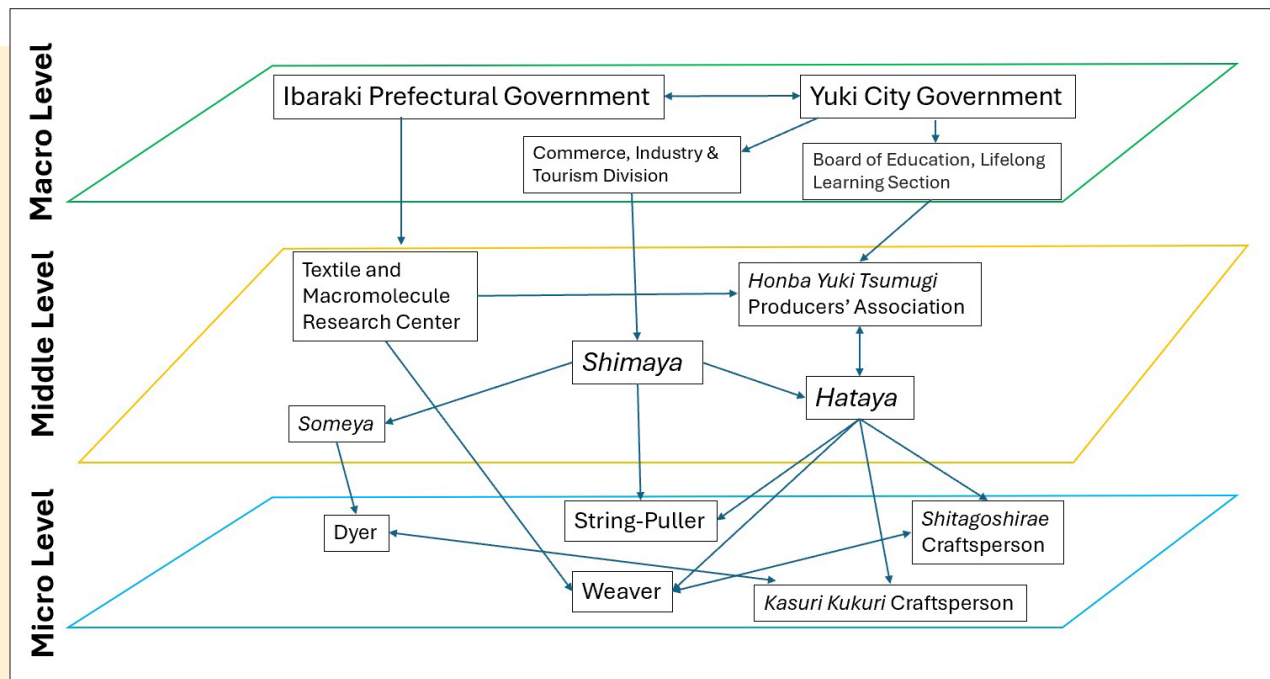 Macro Level
Ibaraki Prefectural Government
Yuki City Government
Commerce, Industry &
Tourism Division
Board of Education, Lifelong
Learning Section
Middle Level
Textile and
Macromolecule
Research Center
Honba Yuki Tsumugi
Producers’ Association
Shimaya
Hataya
Someya
Micro Level
Dyer
String-Puller
Shitagoshirae
Craftsperson
Weaver
Kasuri Kukuri Craftsperson